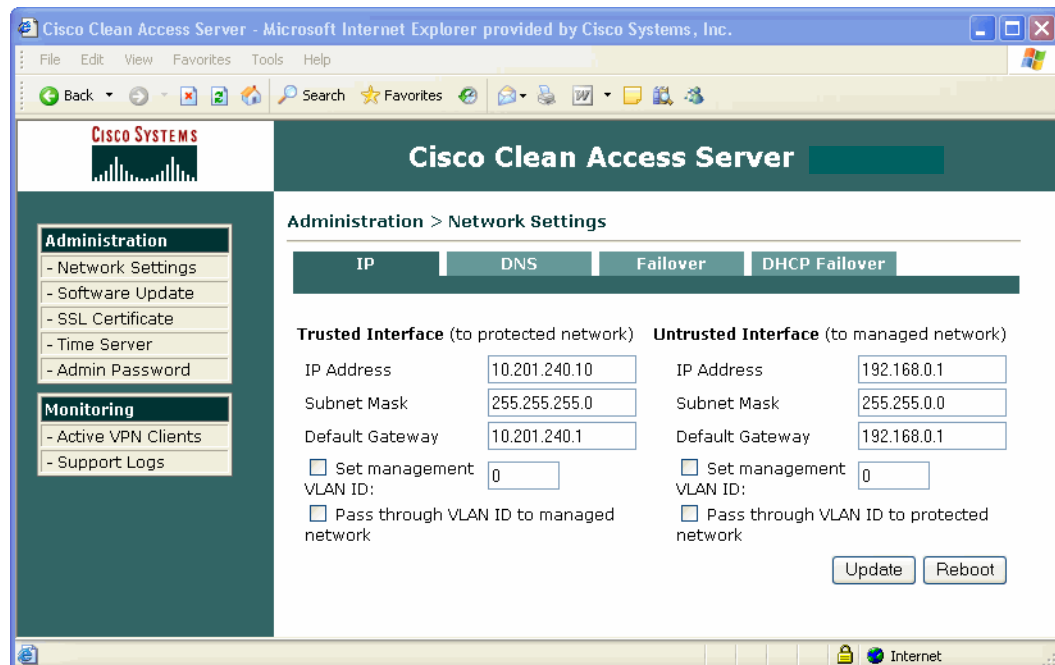 Cisco Clean Access Server - Microsoft Internet Explorer provided by Cisco Systems, Inc.
File Edit View Favorites Tools Help
Back Search Favorites
CISCO SYSTEMS
Cisco Clean Access Server
Administration > Network Settings
Administration
- Network Settings
- Software Update
- SSL Certificate
- Time Server
- Admin Password
Monitoring
- Active VPN Clients
- Support Logs
IP DNS Failover DHCP Failover
Trusted Interface (to protected network)
IP Address 10.201.240.10
Subnet Mask 255.255.255.0
Default Gateway 10.201.240.1
Set management 0
VLAN ID:
Pass through VLAN ID to managed
network
Untrusted Interface (to managed network)
IP Address 192.168.0.1
Subnet Mask 255.255.0.0
Default Gateway 192.168.0.1
Set management 0
VLAN ID:
Pass through VLAN ID to protected
network
Update Reboot
Internet